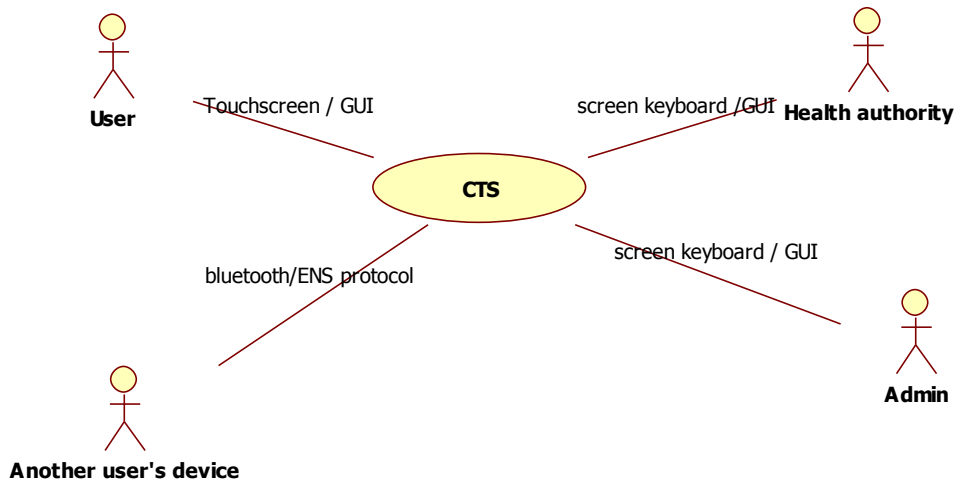 User
Touchscreen / GUI
screen keyboard /GUI
Health authority
CTS
screen keyboard / GUI
bluetooth/ENS protocol
Admin
Another user's device